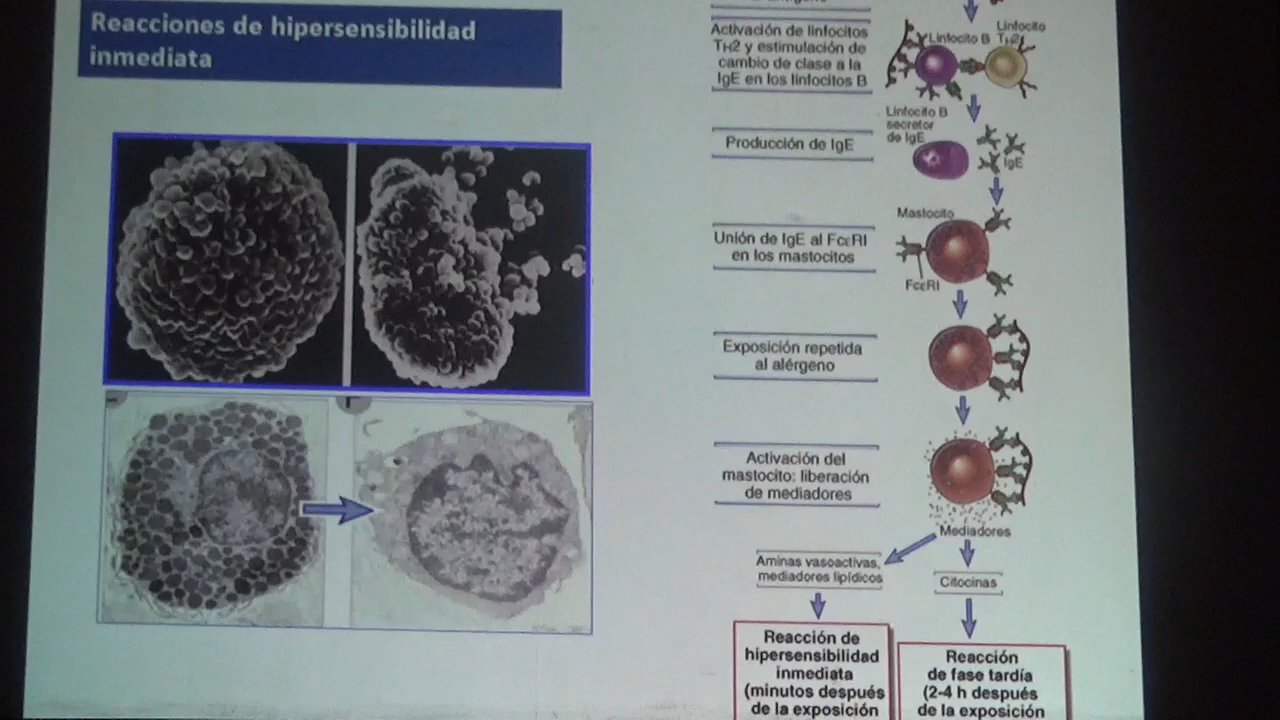 Reacciones de hipersensibilidad
inmediata
Activación de linfocitos
TH2 y estimulación de
cambio de clase a la
IgE en los linfocitos B
Linfocito B
Linfocito
TH2
Producción de IgE
Linfocito B
secretor
de IgE
IgE
Unión de IgE al FcεRI
en los mastocitos
Mastocito
FcεRI
Exposición repetida
al alérgeno
Activación del
mastocito: liberación
de mediadores
Mediadores
Aminas vasoactivas,
mediadores lipídicos
Citocinas
Reacción de
hipersensibilidad
inmediata
(minutos después
de la exposición
Reacción
de fase tardía
(2-4 h después
de la exposición